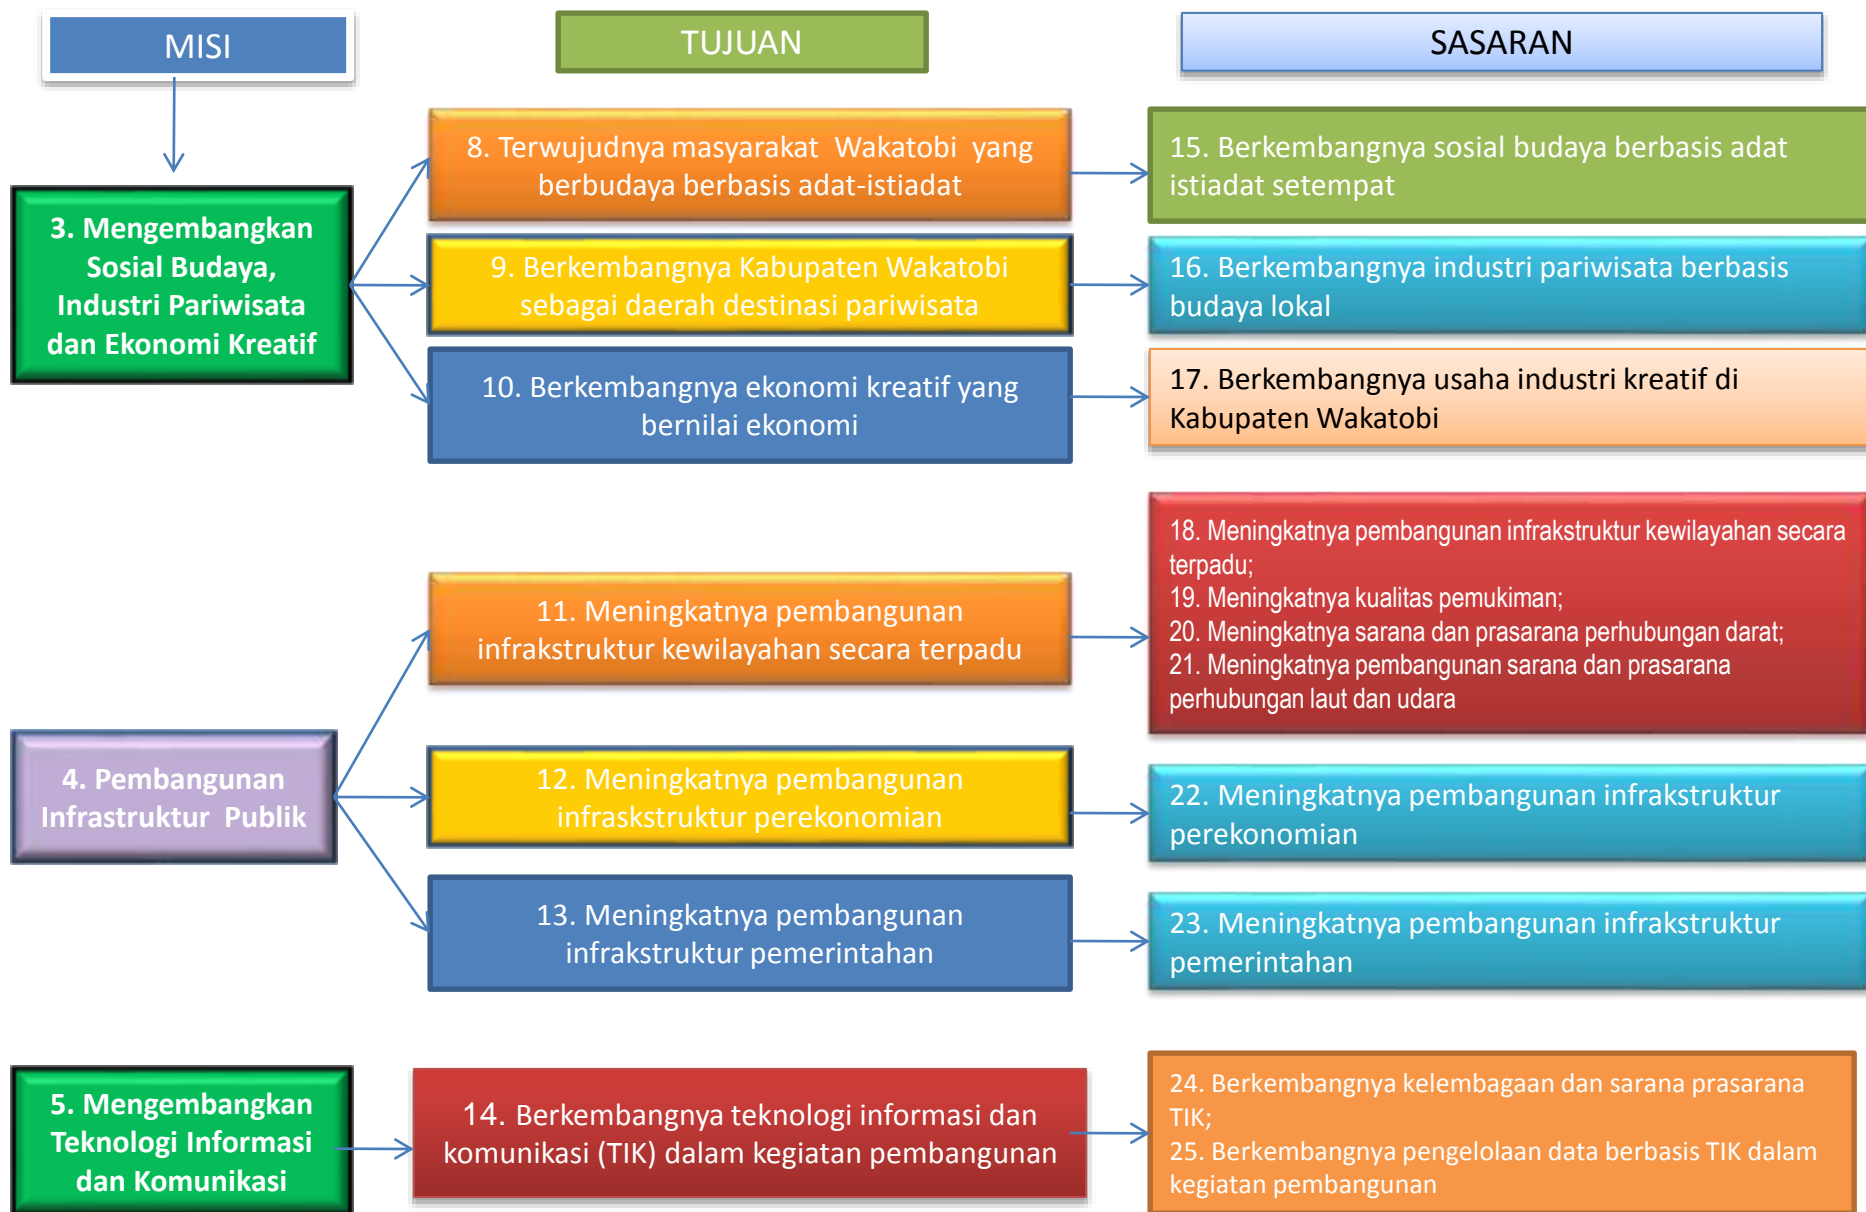 MISI
TUJUAN
SASARAN
3. Mengembangkan
Sosial Budaya,
Industri Pariwisata
dan Ekonomi Kreatif
8. Terwujudnya masyarakat Wakatobi yang
berbudaya berbasis adat-istiadat
15. Berkembangnya sosial budaya berbasis adat
istiadat setempat
9. Berkembangnya Kabupaten Wakatobi
sebagai daerah destinasi pariwisata
16. Berkembangnya industri pariwisata berbasis
budaya lokal
10. Berkembangnya ekonomi kreatif yang
bernilai ekonomi
17. Berkembangnya usaha industri kreatif di
Kabupaten Wakatobi
4. Pembangunan
Infrastruktur Publik
11. Meningkatnya pembangunan
infrakstruktur kewilayahan secara terpadu
18. Meningkatnya pembangunan infrakstruktur kewilayahan secara
terpadu;
19. Meningkatnya kualitas pemukiman;
20. Meningkatnya sarana dan prasarana perhubungan darat;
21. Meningkatnya pembangunan sarana dan prasarana
perhubungan laut dan udara
12. Meningkatnya pembangunan
infraskstruktur perekonomian
22. Meningkatnya pembangunan infrakstruktur
perekonomian
13. Meningkatnya pembangunan
infrakstruktur pemerintahan
23. Meningkatnya pembangunan infrakstruktur
pemerintahan
5. Mengembangkan
Teknologi Informasi
dan Komunikasi
14. Berkembangnya teknologi informasi dan
komunikasi (TIK) dalam kegiatan pembangunan
24. Berkembangnya kelembagaan dan sarana prasarana
TIK;
25. Berkembangnya pengelolaan data berbasis TIK dalam
kegiatan pembangunan